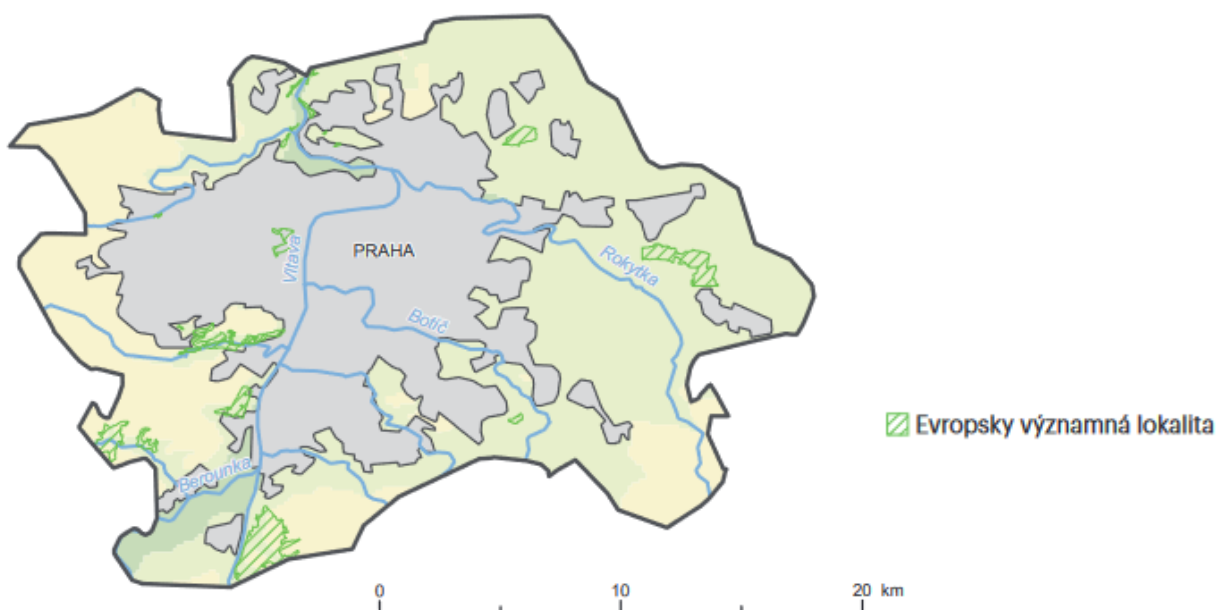 PRAHA
Vltava
Rokytka
Botič
Berounka
Evropsky významná lokalita
0 10 20 km